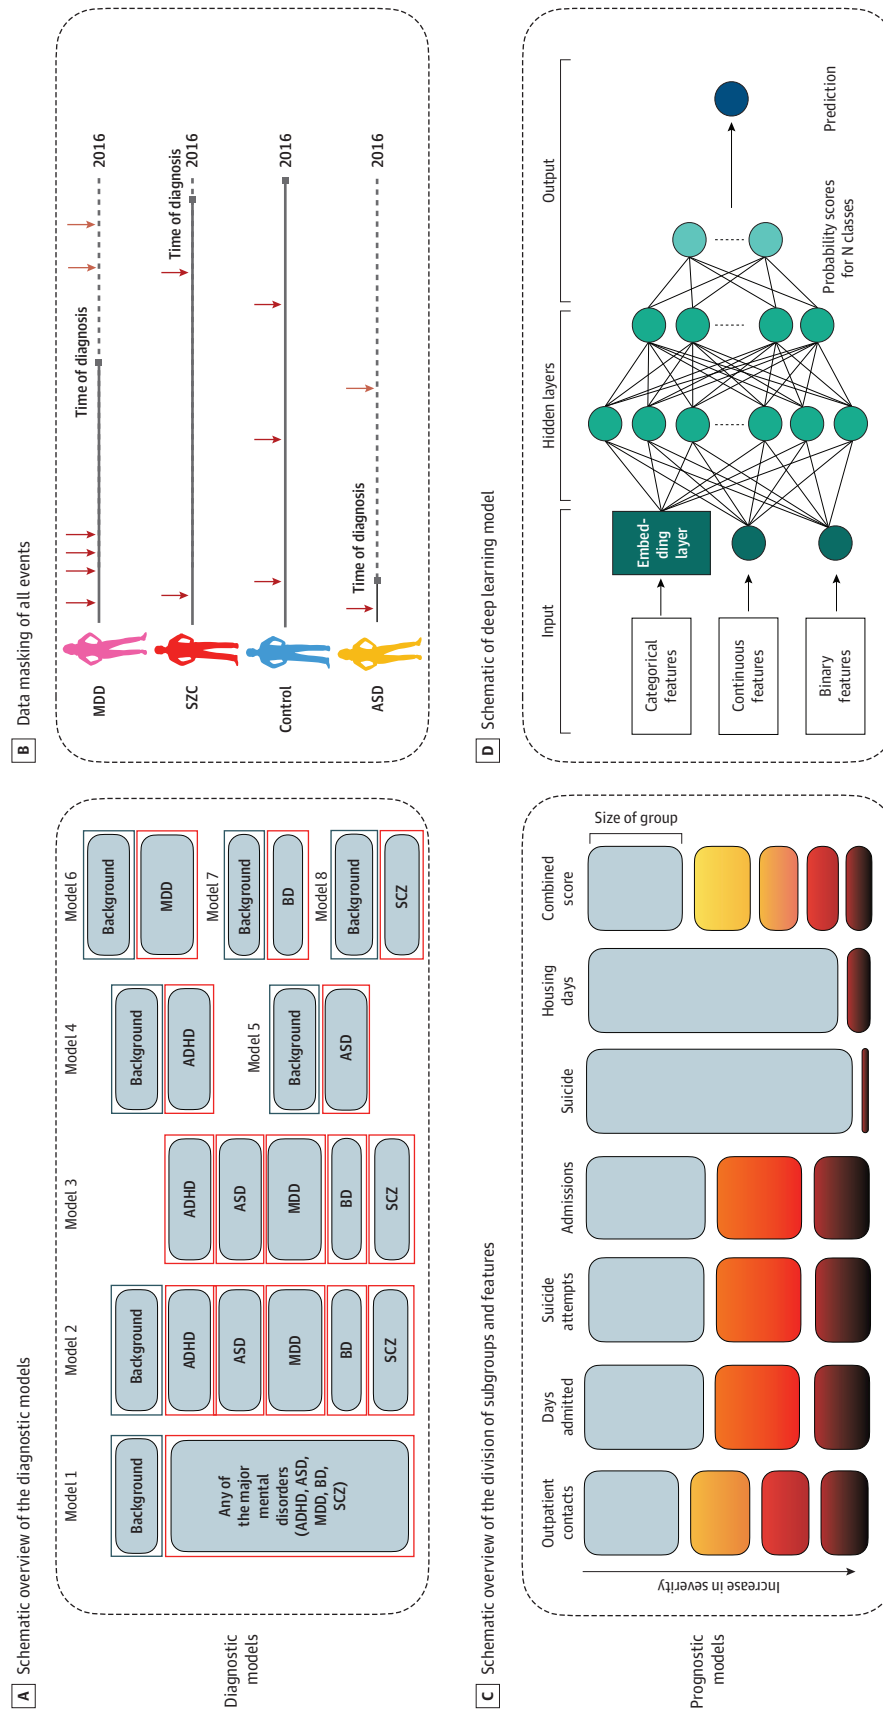 A Schematic overview of the diagnostic models
Diagnostic
models
Model 1
Background
Any of
the major
mental
disorders
(ADHD, ASD,
MDD, BD,
SCZ)
Model 2
Background
ADHD
ASD
MDD
BD
SCZ
Model 3
ADHD
ASD
MDD
BD
SCZ
Model 4
Background
ADHD
Model 5
Background
ASD
Model 6
Background
MDD
Model 7
Background
BD
Model 8
Background
SCZ
B Data masking of all events
MDD
Time of diagnosis
2016
SZC
Time of diagnosis
2016
Control
2016
ASD
Time of diagnosis
2016
C Schematic overview of the division of subgroups and features
Prognostic
models
Increase in severity
Outpatient
contacts
Days
admitted
Suicide
attempts
Admissions
Suicide
Housing
days
Combined
score
Size of group
D Schematic of deep learning model
Input
Hidden layers
Output
Categorical
features
Continuous
features
Binary
features
Embed-
ding
layer
Probability scores
for N classes
Prediction